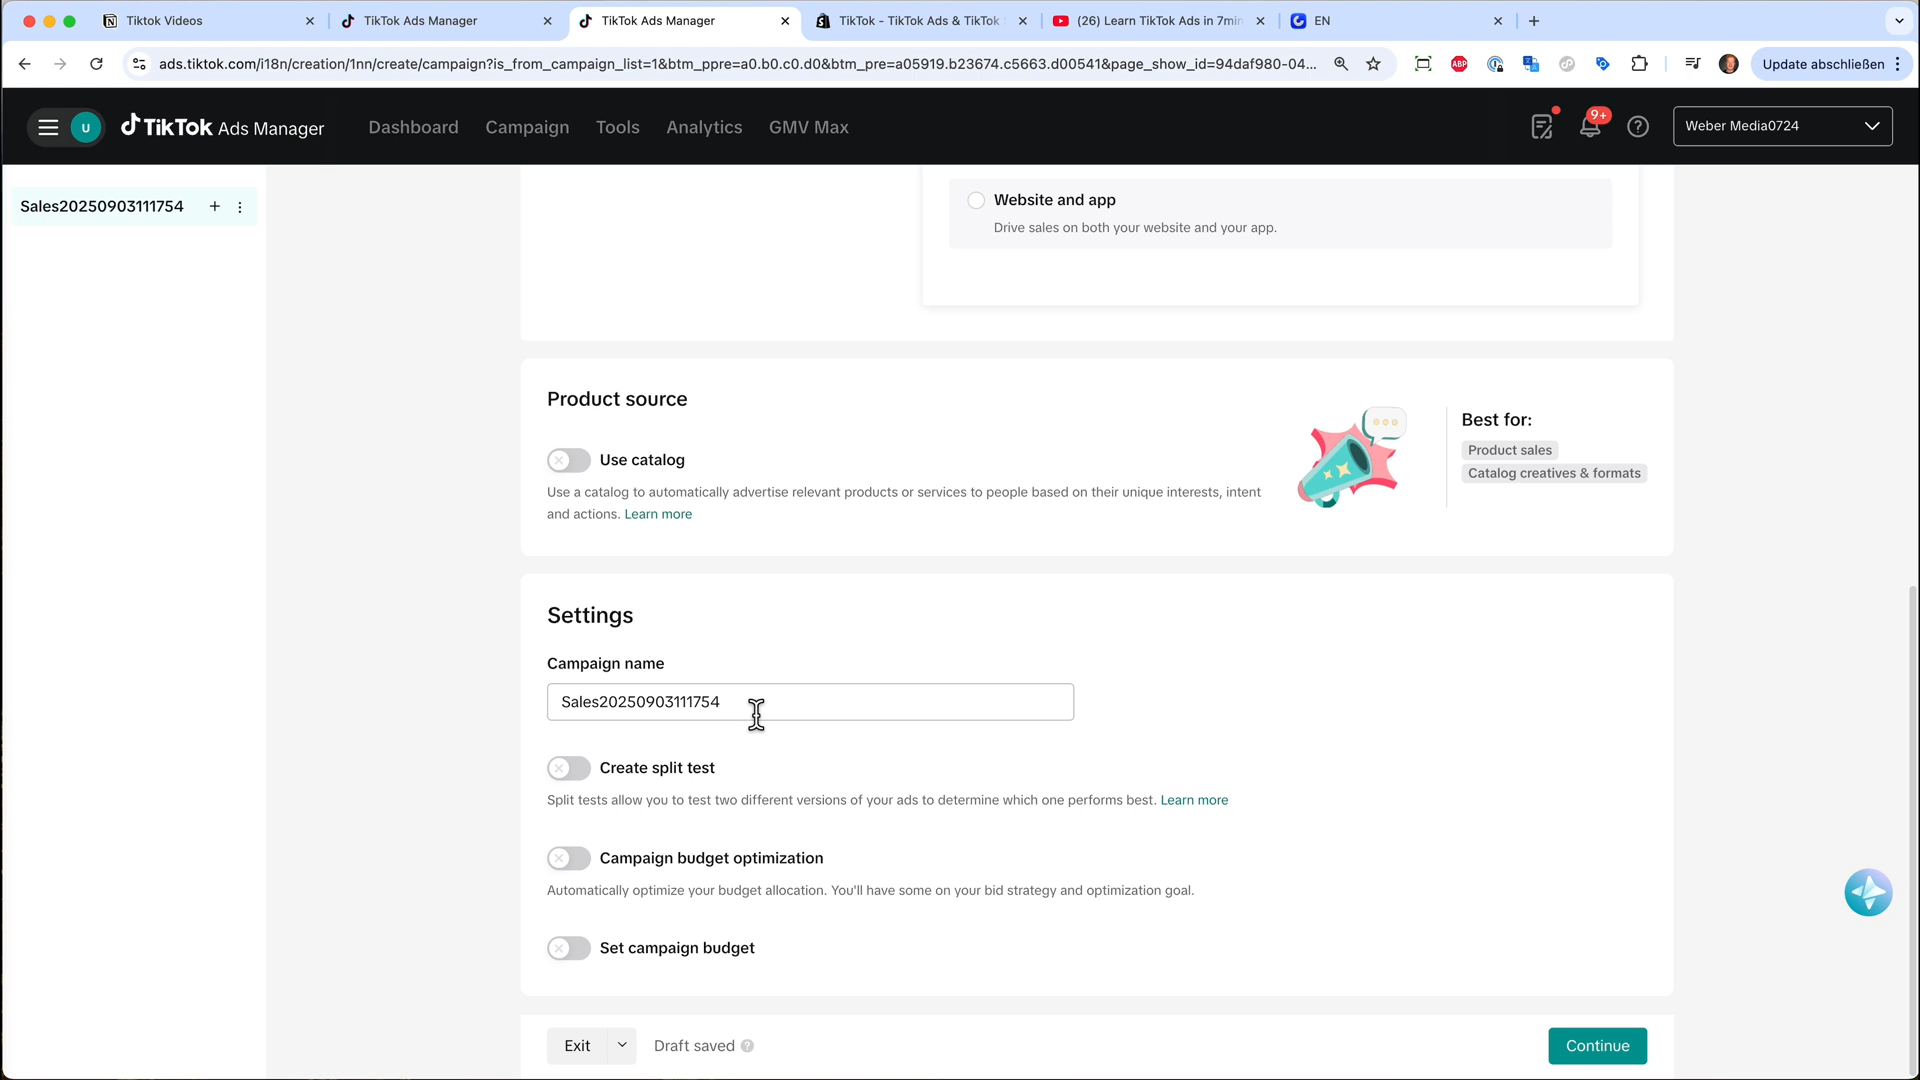 Tiktok Videos
TikTok Ads Manager
TikTok Ads Manager
TikTok - TikTok Ads & TikTok
(26) Learn TikTok Ads in 7min
EN
ads.tiktok.com/i18n/creation/1nn/create/campaign?is_from_campaign_list=1&btm_ppre=a0.b0.c0.d0&btm_pre=a05919.b23674.c5663.d00541&page_show_id=94daf980-04...
ABP
Update abschließen
U
TikTok Ads Manager
Dashboard
Campaign
Tools
Analytics
GMV Max
9+
Weber Media0724
Sales20250903111754
Website and app
Drive sales on both your website and your app.
Product source
Use catalog
Use a catalog to automatically advertise relevant products or services to people based on their unique interests, intent
and actions. Learn more
Best for:
Product sales
Catalog creatives & formats
Settings
Campaign name
Sales20250903111754
Create split test
Split tests allow you to test two different versions of your ads to determine which one performs best. Learn more
Campaign budget optimization
Automatically optimize your budget allocation. You'll have some on your bid strategy and optimization goal.
Set campaign budget
Exit
Draft saved
Continue